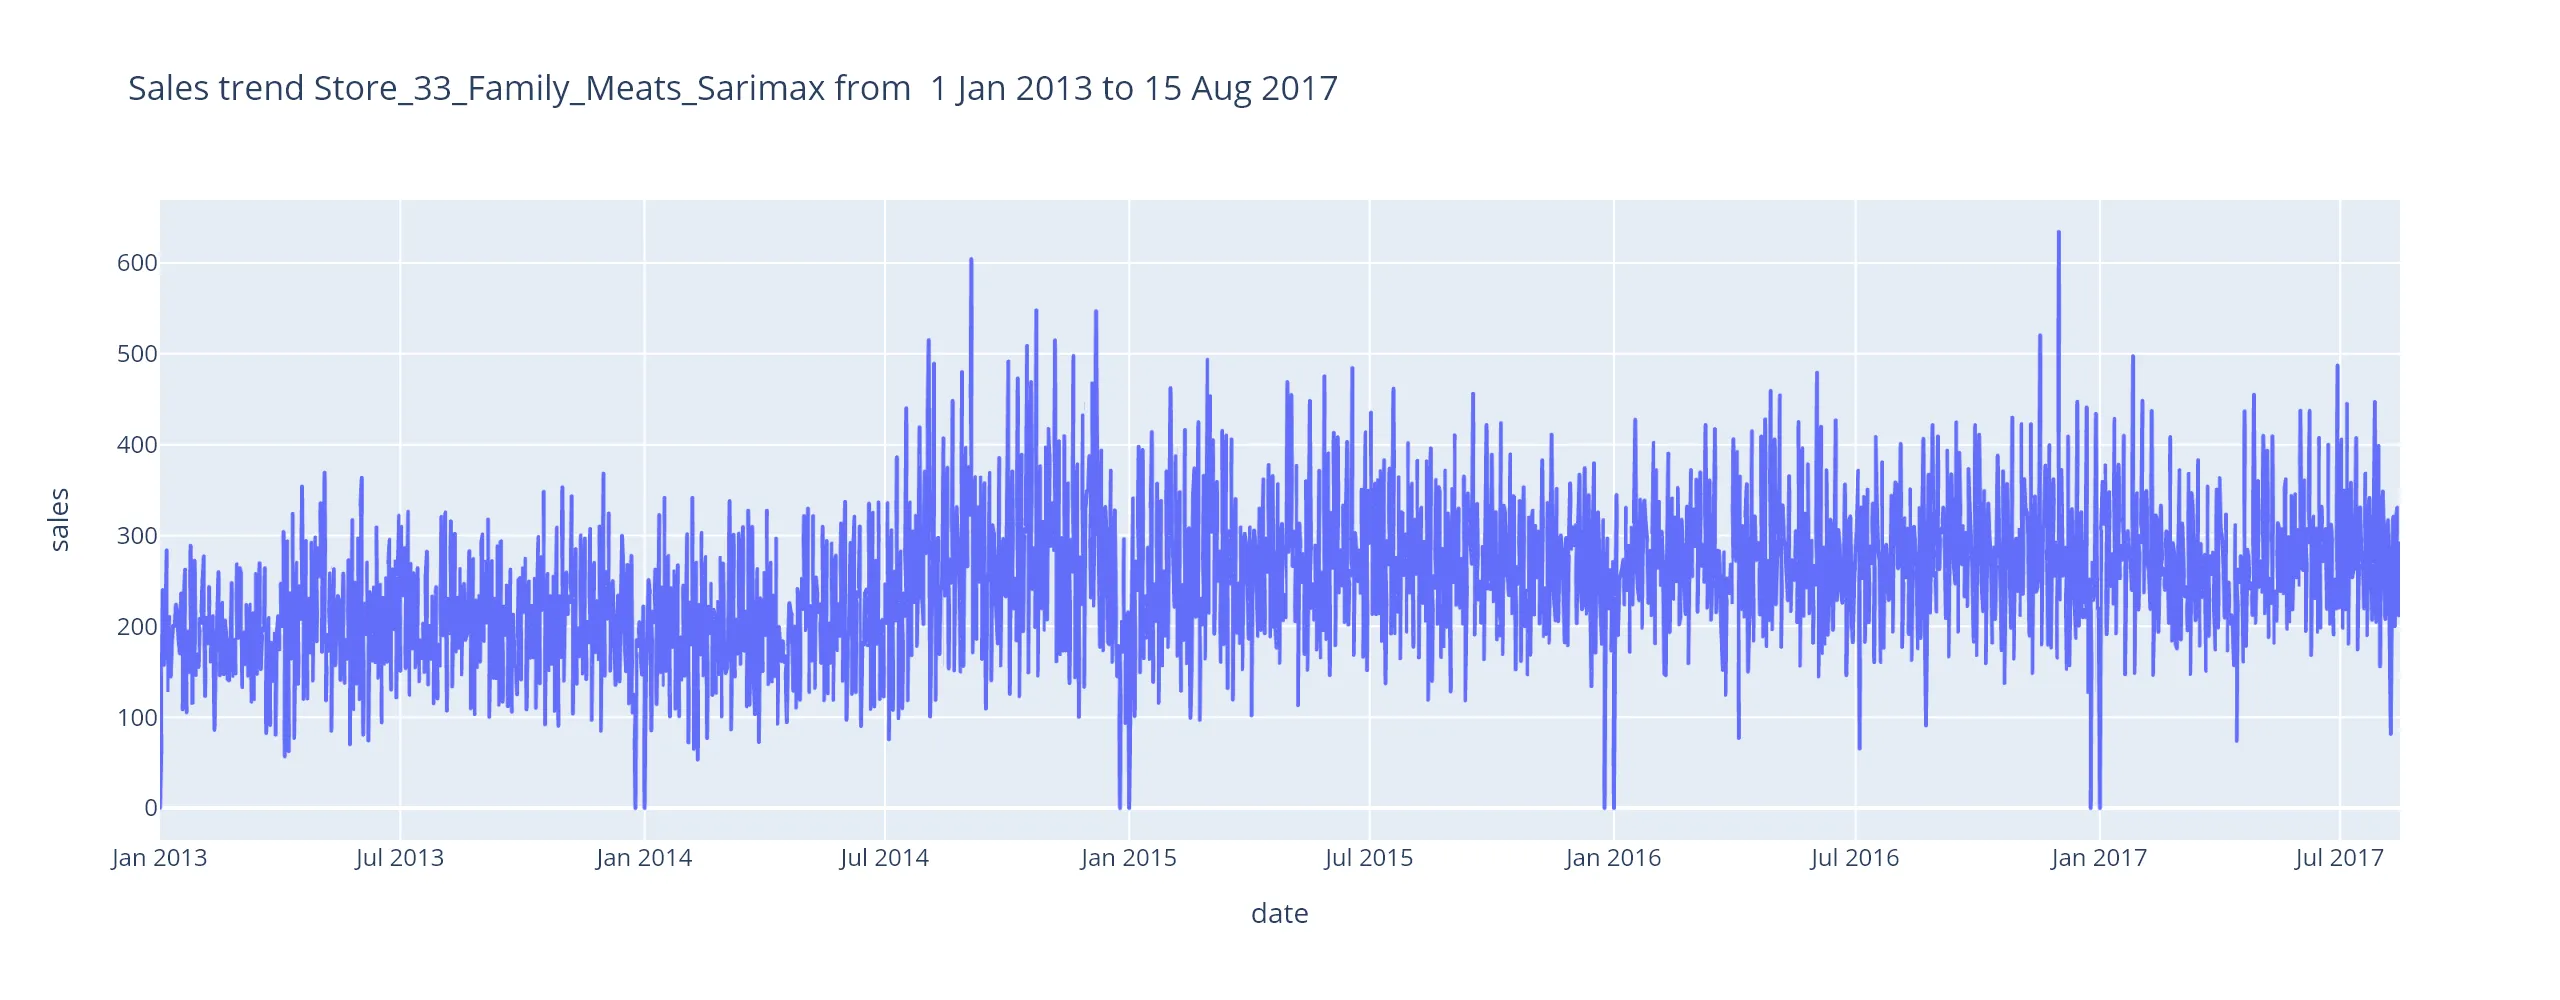 Sales trend Store_33_Family_Meats_Sarimax from  1 Jan 2013 to 15 Aug 2017
600
500
400
300
200
100
0
sales
Jan 2013 Jul 2013 Jan 2014 Jul 2014 Jan 2015 Jul 2015 Jan 2016 Jul 2016 Jan 2017 Jul 2017
date